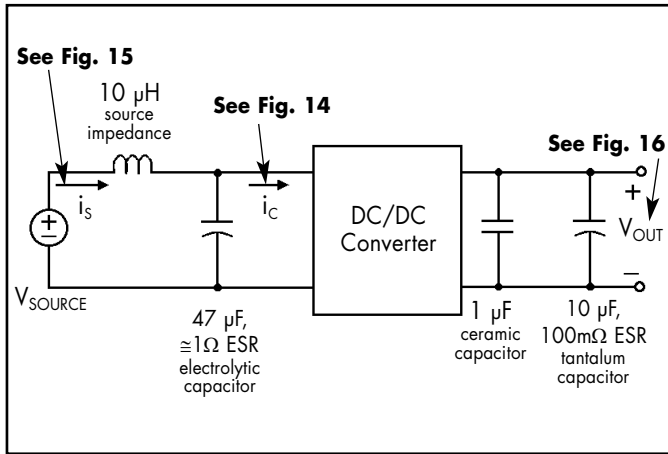 See Fig. 15
10 µH
source
impedance
See Fig. 14
See Fig. 16
iS
iC
DC/DC
Converter
+
VOUT
−
+
−
VSOURCE
47 µF,
≅1Ω ESR
electrolytic
capacitor
1 µF
ceramic
capacitor
10 µF,
100mΩ ESR
tantalum
capacitor